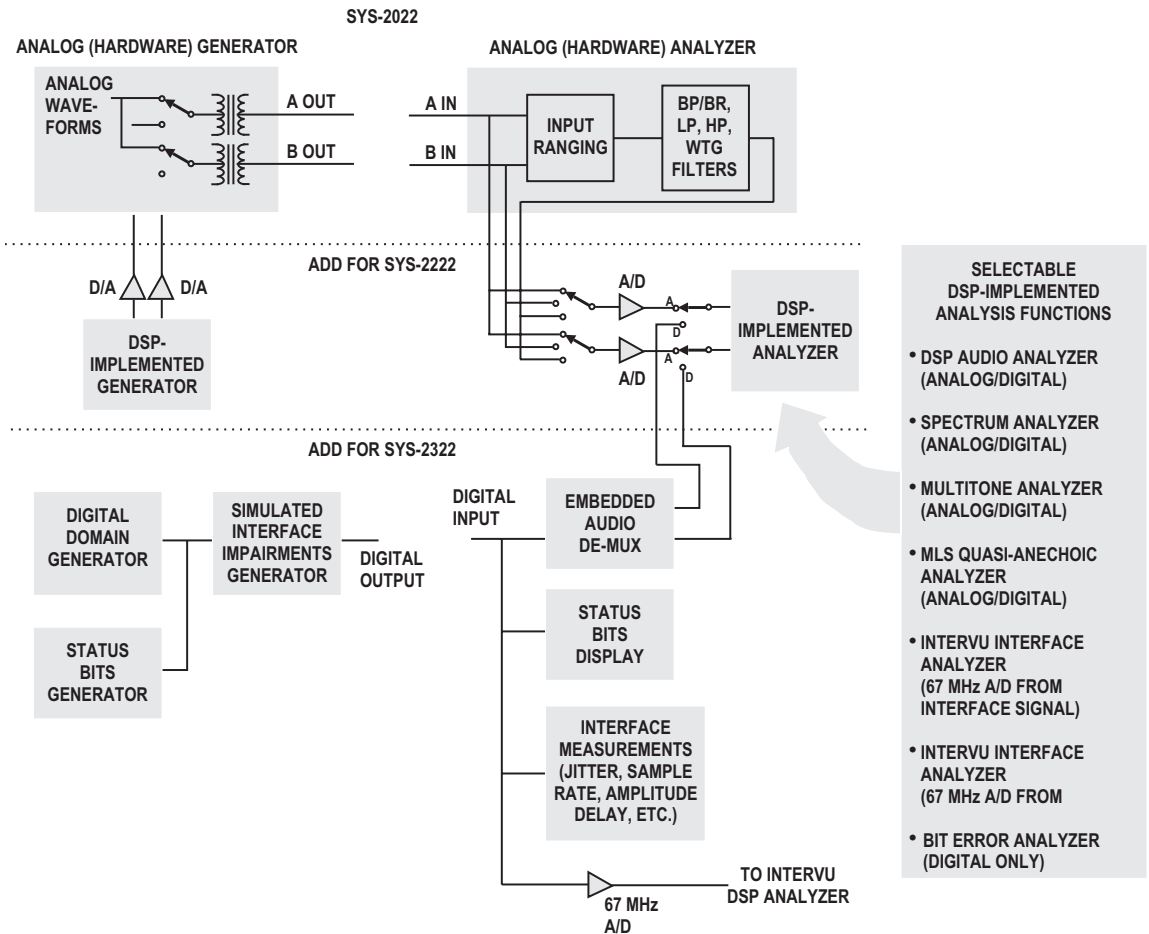 SYS-2022
ANALOG (HARDWARE) GENERATOR
ANALOG (HARDWARE) ANALYZER
ANALOG
WAVE-
FORMS
A OUT
B OUT
A IN
B IN
INPUT
RANGING
BP/BR,
LP, HP,
WTG
FILTERS
ADD FOR SYS-2222
D/A
D/A
DSP-
IMPLEMENTED
GENERATOR
A/D
A
D
A
D
A/D
DSP-
IMPLEMENTED
ANALYZER
ADD FOR SYS-2322
DIGITAL
DOMAIN
GENERATOR
STATUS
BITS
GENERATOR
SIMULATED
INTERFACE
IMPAIRMENTS
GENERATOR
DIGITAL
OUTPUT
DIGITAL
INPUT
EMBEDDED
AUDIO
DE-MUX
STATUS
BITS
DISPLAY
INTERFACE
MEASUREMENTS
(JITTER, SAMPLE
RATE, AMPLITUDE
DELAY, ETC.)
67 MHz
A/D
TO INTERVU
DSP ANALYZER
SELECTABLE
DSP-IMPLEMENTED
ANALYSIS FUNCTIONS
• DSP AUDIO ANALYZER
(ANALOG/DIGITAL)
• SPECTRUM ANALYZER
(ANALOG/DIGITAL)
• MULTITONE ANALYZER
(ANALOG/DIGITAL)
• MLS QUASI-ANECHOIC
ANALYZER
(ANALOG/DIGITAL)
• INTERVU INTERFACE
ANALYZER
(67 MHz A/D FROM
INTERFACE SIGNAL)
• INTERVU INTERFACE
ANALYZER
(67 MHz A/D FROM
• BIT ERROR ANALYZER
(DIGITAL ONLY)